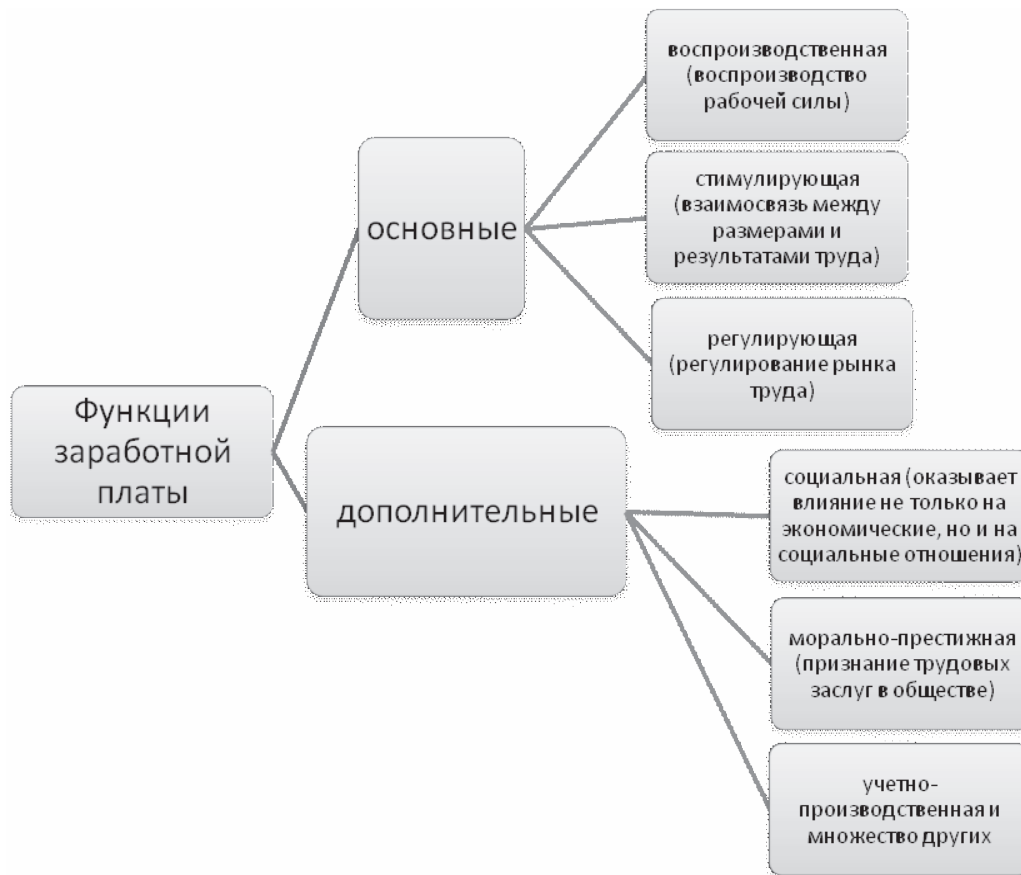 Функции
заработной
платы
основные
воспроизводственная
(воспроизводство
рабочей силы)
стимулирующая
(взаимосвязь между
размерами и
результатами труда)
регулирующая
(регулирование рынка
труда)
дополнительные
социальная (оказывает
влияние не только на
экономические, но и на
социальные отношения)
морально-престижная
(признание трудовых
заслуг в обществе)
учетно-
производственная и
множество других